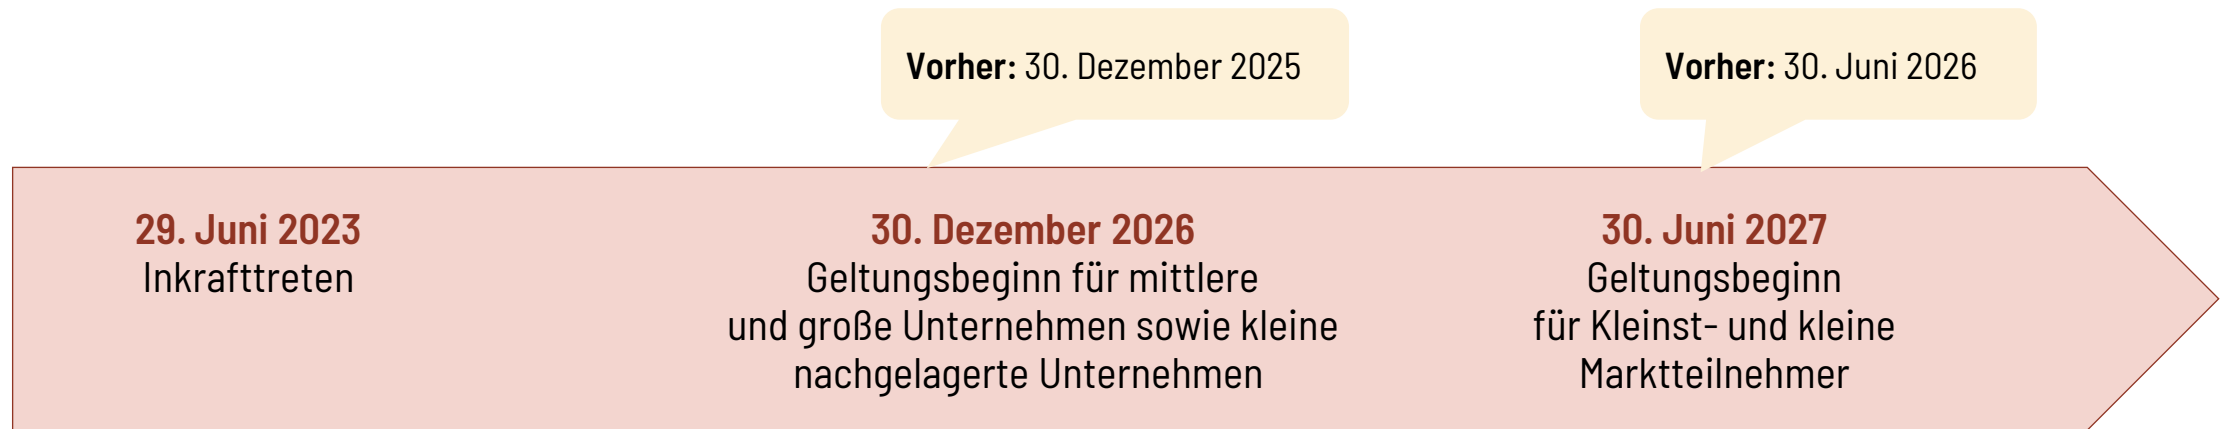 Vorher: 30. Dezember 2025
Vorher: 30. Juni 2026
29. Juni 2023
Inkrafttreten
30. Dezember 2026
Geltungsbeginn für mittlere
und große Unternehmen sowie kleine
nachgelagerte Unternehmen
30. Juni 2027
Geltungsbeginn
für Kleinst- und kleine
Marktteilnehmer